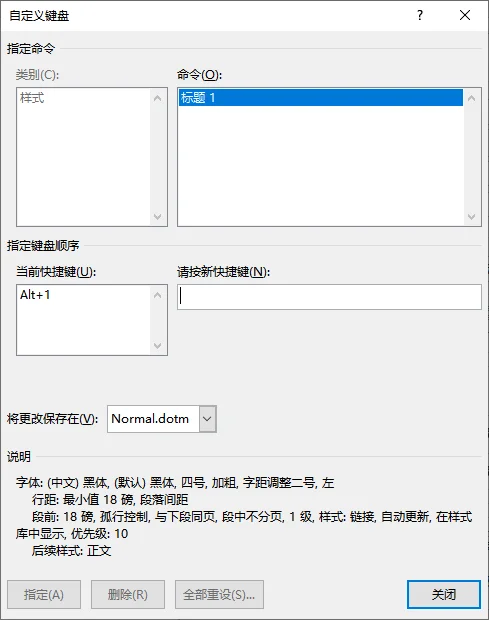 自定义键盘
指定命令
类别(C):
命令(O):
样式
标题 1
指定键盘顺序
当前快捷键(U):
请按新快捷键(N):
Alt+1
将更改保存在(V):
Normal.dotm
说明
字体: (中文) 黑体, (默认) 黑体, 四号, 加粗, 字距调整二号, 左
行距: 最小值 18 磅, 段落间距
段前: 18 磅, 孤行控制, 与下段同页, 段中不分页, 1 级, 样式: 链接, 自动更新, 在样式
库中显示, 优先级: 10
后续样式: 正文
指定(A)
删除(R)
全部重设(S)...
关闭